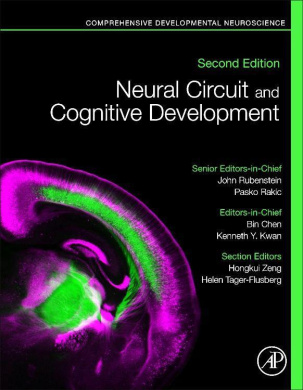 COMPREHENSIVE DEVELOPMENTAL NEUROSCIENCE
Second Edition
Neural Circuit and
Cognitive Development
Senior Editors-in-Chief
John Rubenstein
Pasko Rakic
Editors-in-Chief
Bin Chen
Kenneth Y. Kwan
Section Editors
Hongkui Zeng
Helen Tager-Flusberg
AP